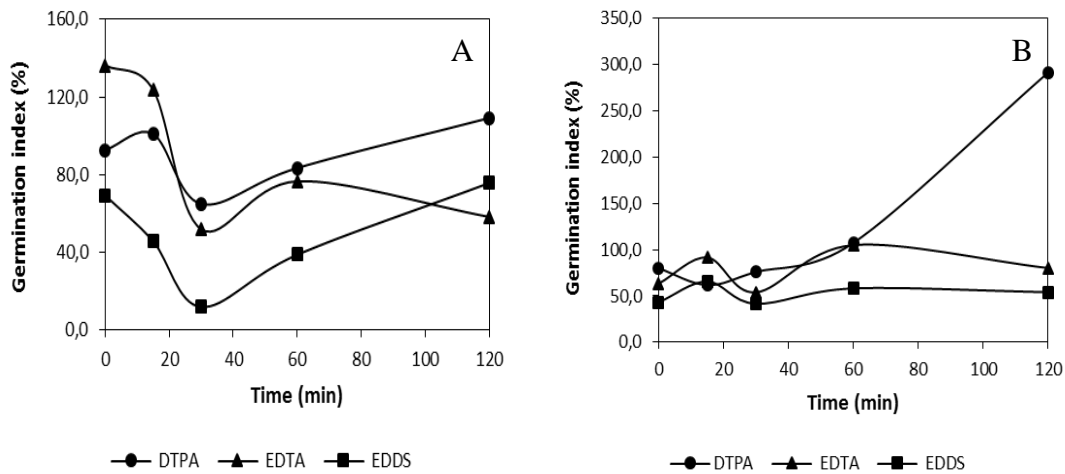 A
Germination index (%)
160,0
120,0
80,0
40,0
0,0
0 20 40 60 80 100 120
Time (min)
DTPA EDTA EDDS
B
Germination index (%)
350,0
300,0
250,0
200,0
150,0
100,0
50,0
0,0
0 20 40 60 80 100 120
Time (min)
DTPA EDTA EDDS